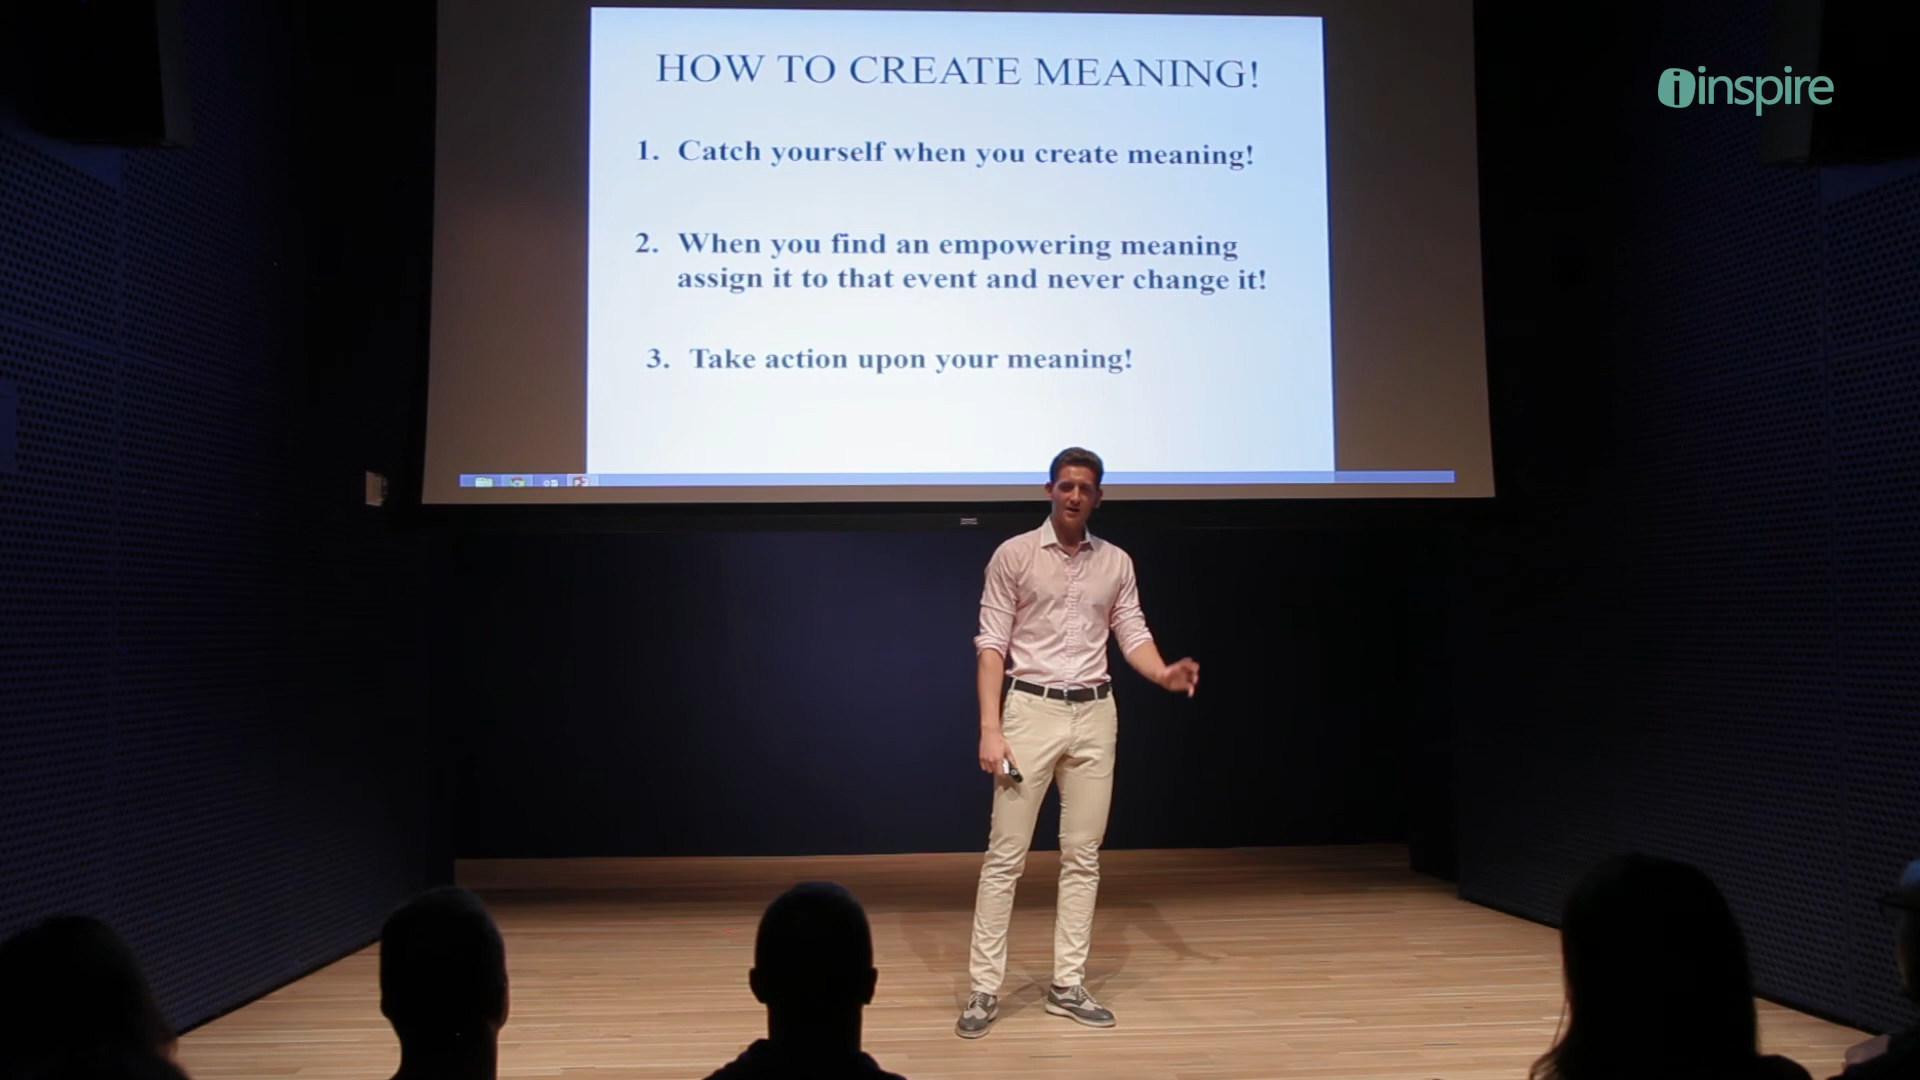 HOW TO CREATE MEANING!
iinspire
1. Catch yourself when you create meaning!
2. When you find an empowering meaning
assign it to that event and never change it!
3. Take action upon your meaning!